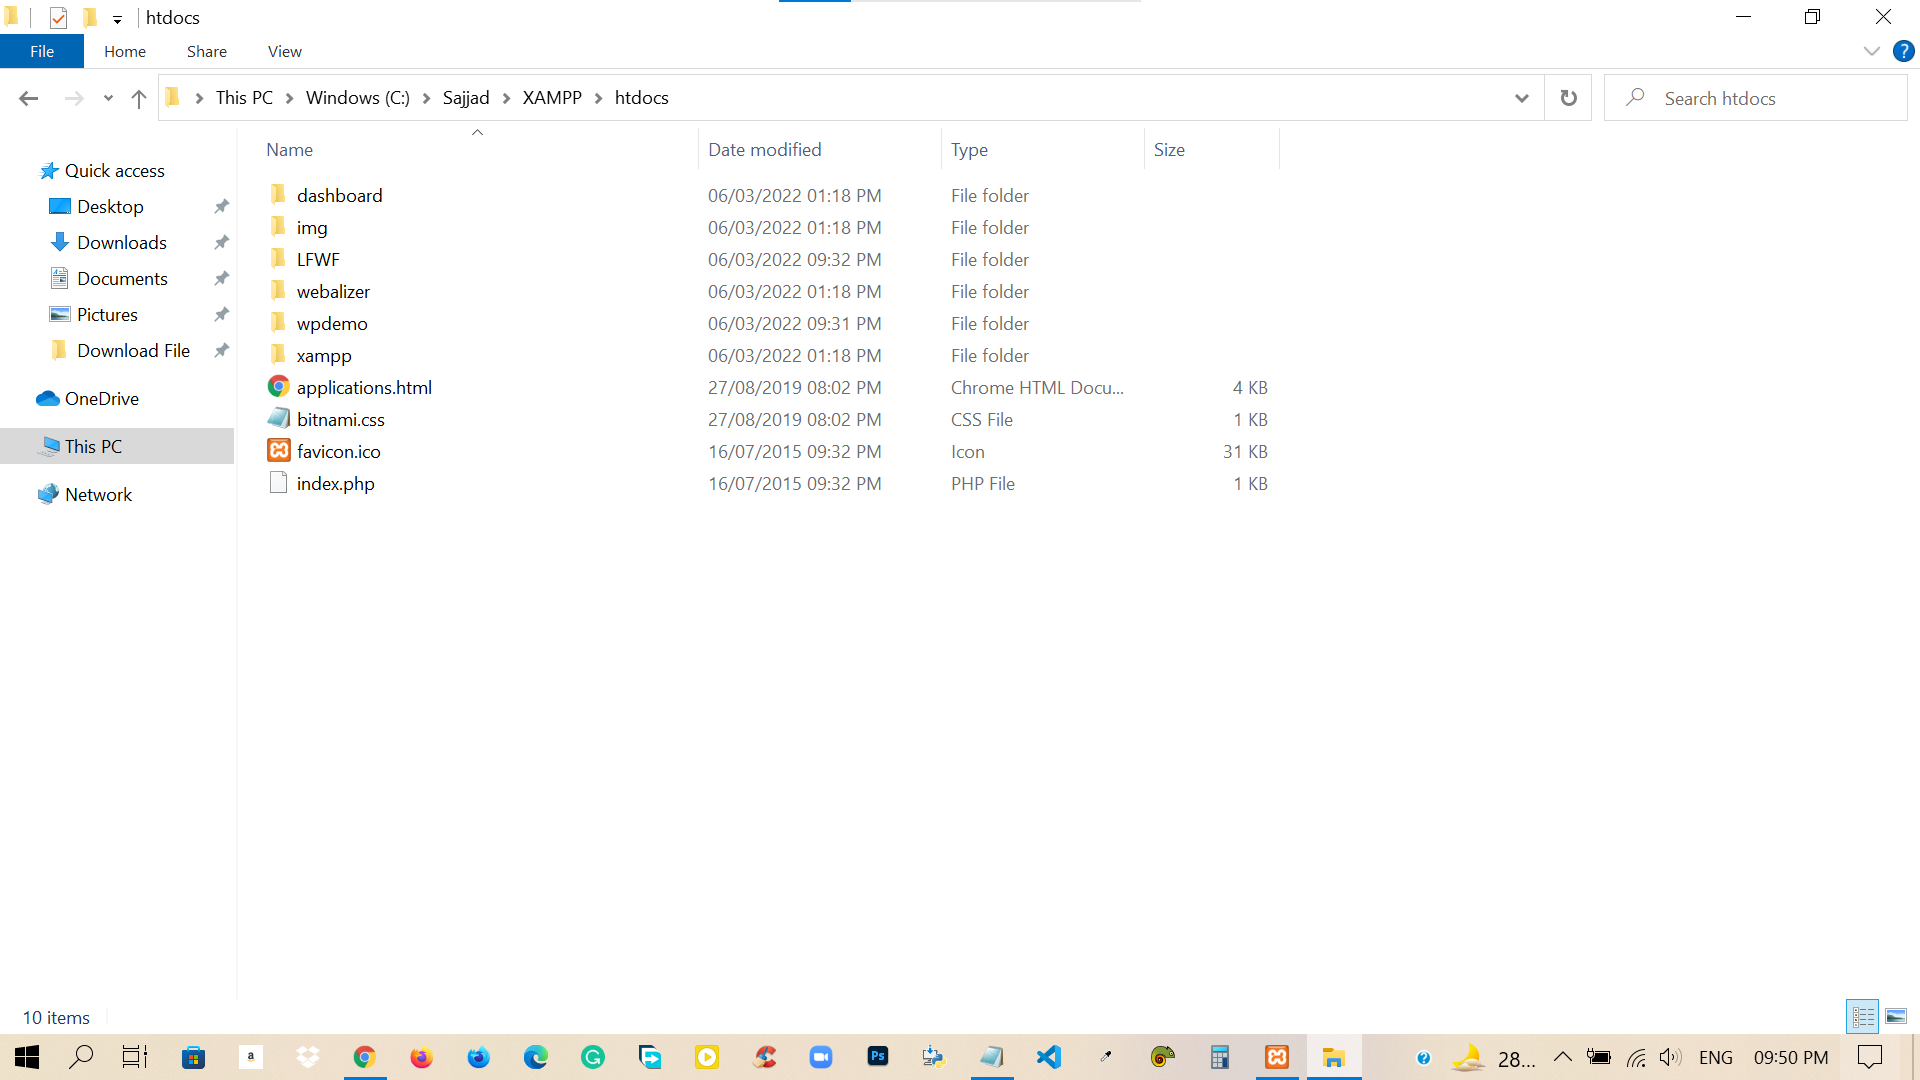 htdocs
File Home Share View
This PC Windows (C:) Sajjad XAMPP htdocs Search htdocs
Name Date modified Type Size
Quick access
Desktop
Downloads
Documents
Pictures
Download File
OneDrive
This PC
Network
dashboard 06/03/2022 01:18 PM File folder
img 06/03/2022 01:18 PM File folder
LFWF 06/03/2022 09:32 PM File folder
webalizer 06/03/2022 01:18 PM File folder
wpdemo 06/03/2022 09:31 PM File folder
xampp 06/03/2022 01:18 PM File folder
applications.html 27/08/2019 08:02 PM Chrome HTML Docu... 4 KB
bitnami.css 27/08/2019 08:02 PM CSS File 1 KB
favicon.ico 16/07/2015 09:32 PM Icon 31 KB
index.php 16/07/2015 09:32 PM PHP File 1 KB
10 items
a Ps 28... ENG 09:50 PM